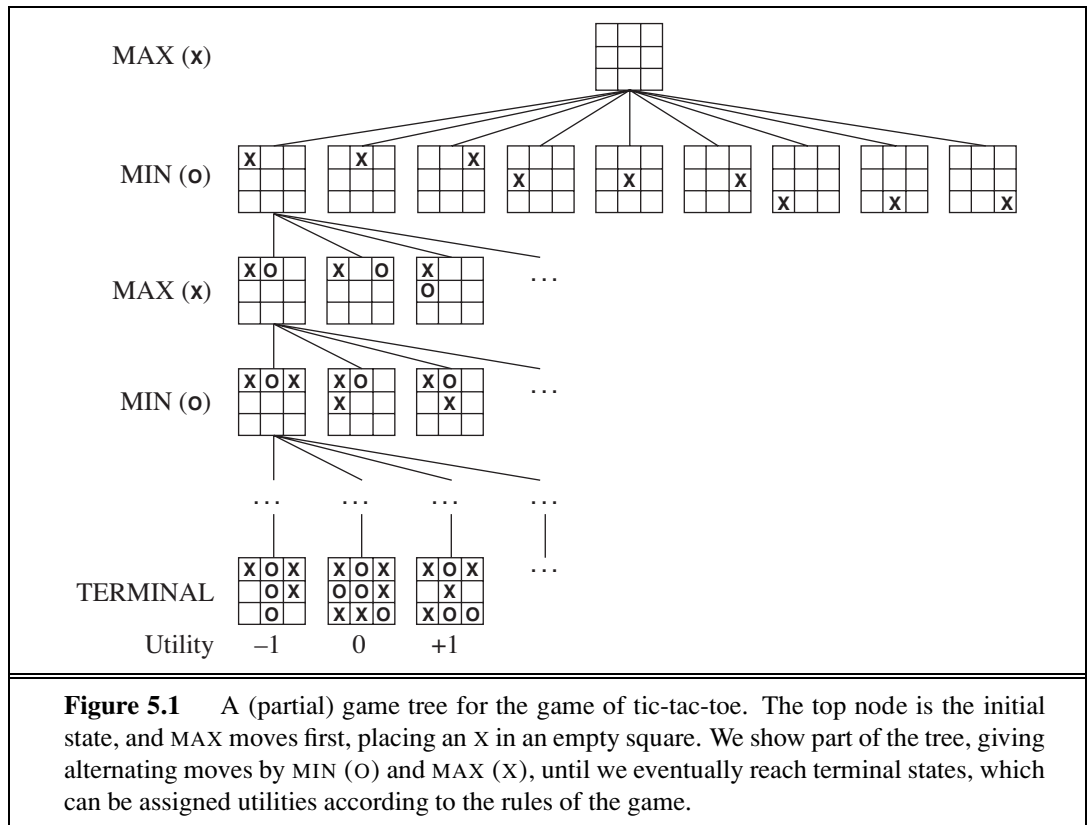 MAX (X)
MIN (O)
X X X X X X X X X
MAX (X)
X O X O X
O
...
MIN (O)
X O X X O X O
X X
...
... ... ... ...
TERMINAL
X O X X O X X O X
O X O O X X
O X X O X O O
...
Utility –1 0 +1
Figure 5.1 A (partial) game tree for the game of tic-tac-toe. The top node is the initial
state, and MAX moves first, placing an X in an empty square. We show part of the tree, giving
alternating moves by MIN (O) and MAX (X), until we eventually reach terminal states, which
can be assigned utilities according to the rules of the game.